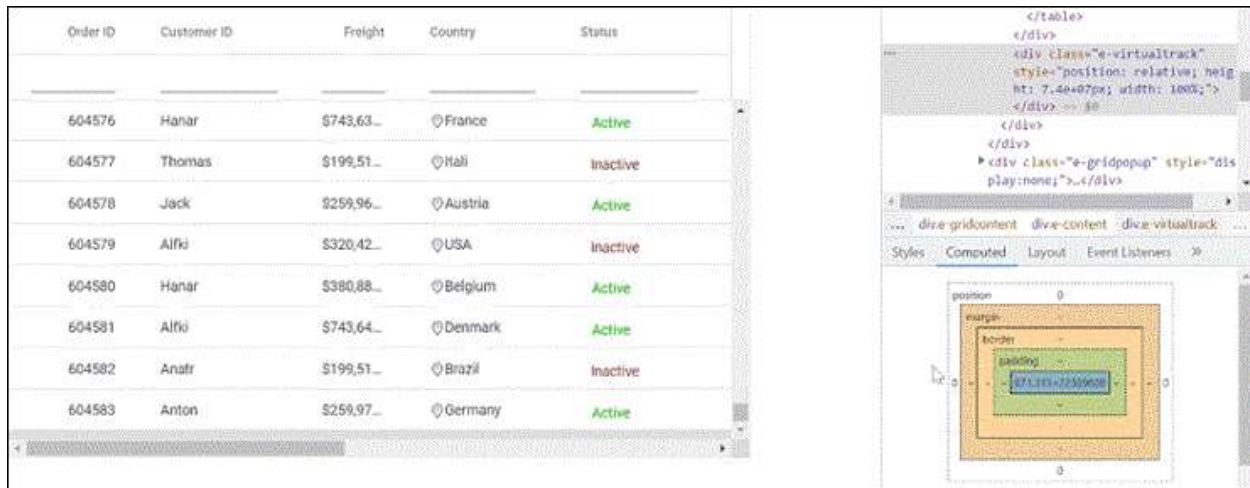 Order ID Customer ID Freight Country Status
604576 Hanar $743,63... France Active
604577 Thomas $199,51... Itali Inactive
604578 Jack $259,96... Austria Active
604579 Alfki $320,42... USA Inactive
604580 Hanar $380,88... Belgium Active
604581 Alfki $743,64... Denmark Active
604582 Anatr $199,51... Brazil Inactive
604583 Anton $259,97... Germany Active
</table>
</div>
<div class="e-virtualtrack"
style="position: relative; heig
ht: 7.4e+07px; width: 100%;">
</div> == $0
</div>
</div>
<div class="e-gridpopup" style="dis
play:none;">…</div>
... div.e-gridcontent div.e-content div.e-virtualtrack ...
Styles Computed Layout Event Listeners »
position 0
margin -
border -
padding -
0 - - - - - - 0
-
-
-
0